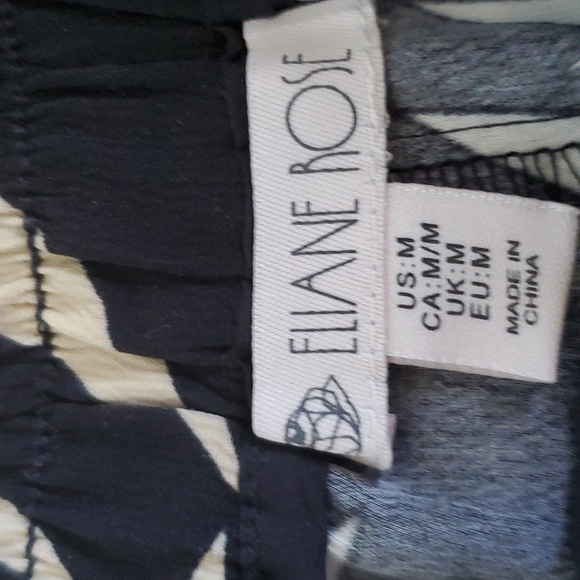 ELIANE ROSE
US:M
CA:M/M
UK:M
EU:M
MADE IN
CHINA